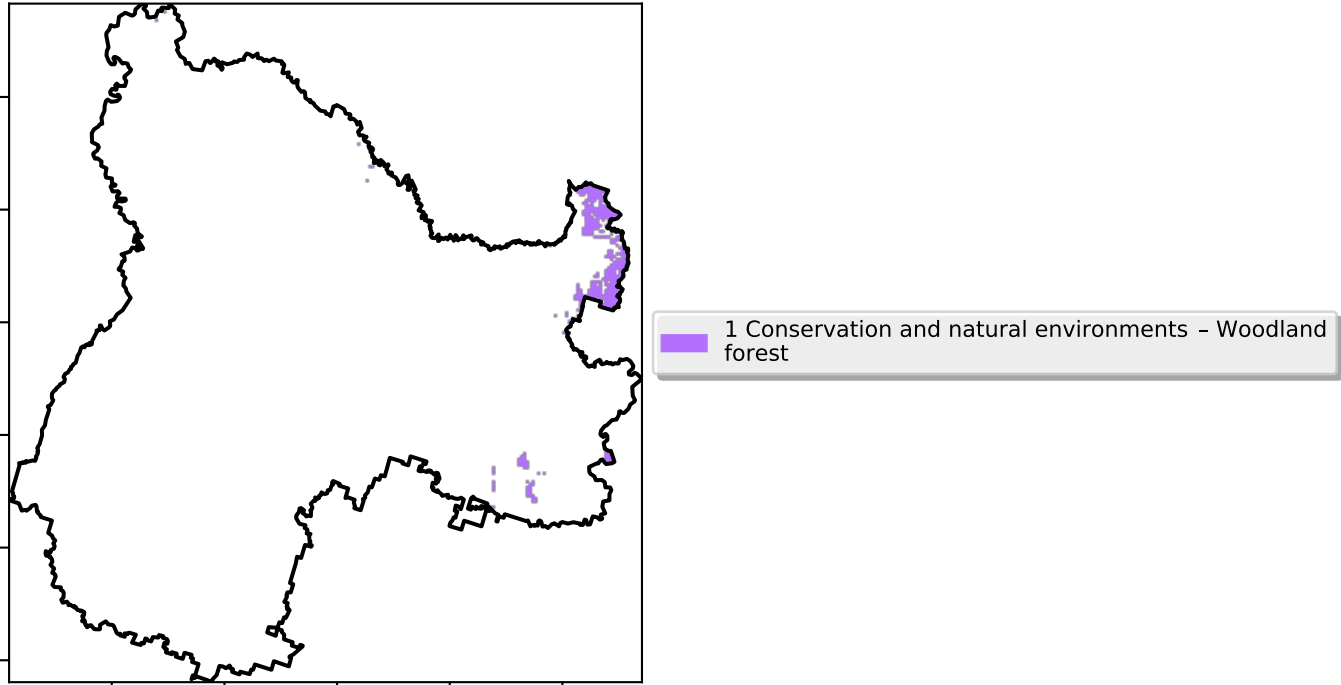 1 Conservation and natural environments – Woodland
forest